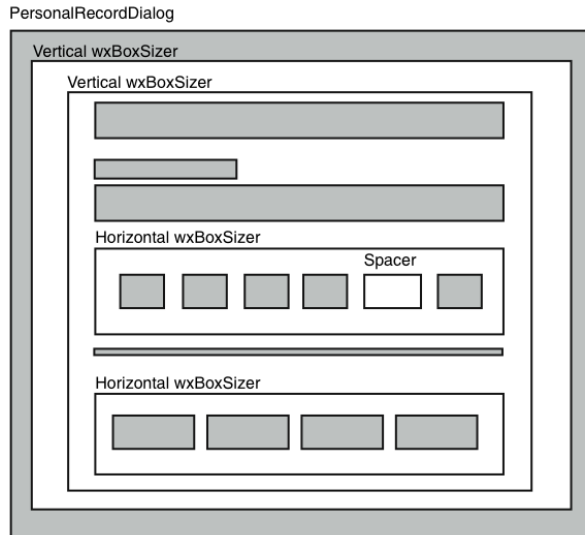 PersonalRecordDialog
Vertical wxBoxSizer
Vertical wxBoxSizer
Horizontal wxBoxSizer
Spacer
Horizontal wxBoxSizer